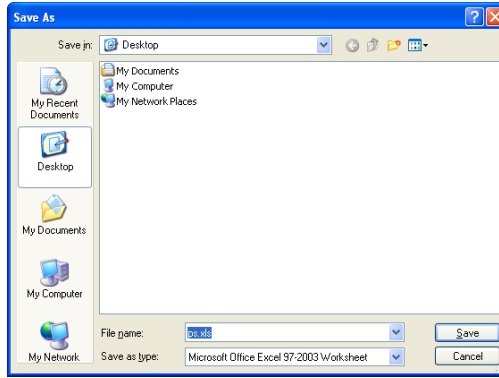 Save As
Save in:
Desktop
My Recent
Documents
Desktop
My Documents
My Computer
My Network
My Documents
My Computer
My Network Places
File name:
ps.xls
Save
Save as type:
Microsoft Office Excel 97-2003 Worksheet
Cancel